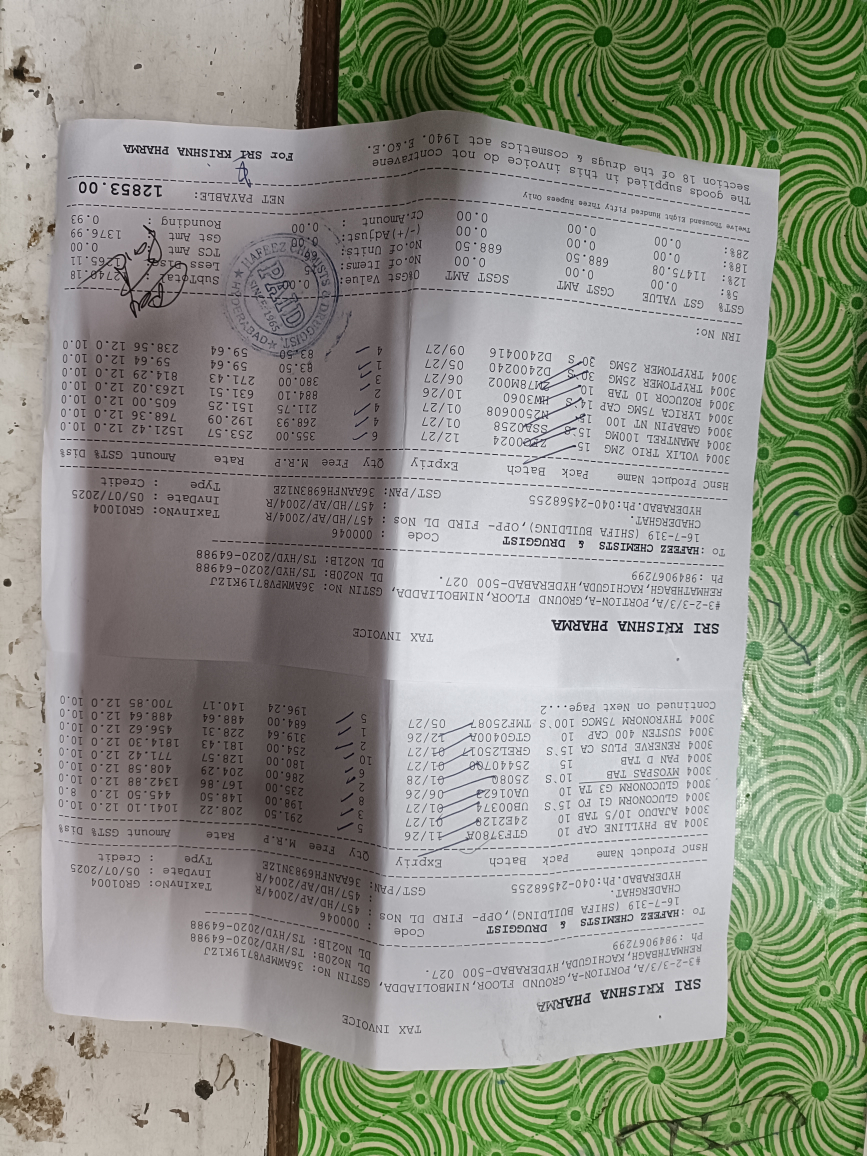 TAX INVOICE
SRI KRISHNA PHARMA
#3-2-3/3/A, PORTION-A,GROUND FLOOR,NIMBOLIADDA, GSTIN No: 36AWMPV8719K1ZJ
REHMATHBAGH,KACHIGUDA,HYDERABAD-500 027. DL No20B: TS/HYD/2020-64988
Ph :9849067299 DL No21B: TS/HYD/2020-64988
To :HAFEEZ CHEMISTS & DRUGGIST Code : 000046 TaxInvNo: GRO1004
16-7-319 (SHIFA BUILDING),OPP- FIRD DL Nos : 457/HD/AP/2004/R InvDate : 05/07/2025
CHADERGHAT. : 457/HD/AP/2004/R Type : Credit
HYDERABAD.Ph:040-24568255 GST/PAN: 36AANFH6983N1ZE
HsnC Product Name Pack Batch Expriy Qty Free M.R.P Rate Amount GST% Dis%
3004 AB PHYLLINE CAP 10 GTF3780A 11/26 5 291.50 208.22 1041.10 12.0 10.0
3004 AJADUO 10/5 TAB 10 01/27 3 198.00 148.50 445.50 12.0 8.0
3004 GLUCONORM G1 FO 15`S UBO0374 01/27 8 235.00 167.86 1342.88 12.0 10.0
3004 GLUCONORM G3 TA 10 UA01623 06/26 2 286.00 204.29 408.58 12.0 10.0
3004 MYOSPAS TAB 10`S 25080 01/28 6 180.00 128.57 771.42 12.0 10.0
3004 PAN D TAB 15 25440708 01/27 10 254.00 181.43 1814.30 12.0 10.0
3004 RENERVE PLUS CA 15`S GREL25017 01/27 2 319.64 228.31 456.62 12.0 10.0
3004 SUSTEN 400 CAP 10 GTG0400A 12/26 1 684.00 488.64 488.64 12.0 10.0
3004 THYRONORM 75MCG 100`S TMF25087 05/27 5 196.24 140.17 700.85 12.0 10.0
Continued on Next Page...2
TAX INVOICE
SRI KRISHNA PHARMA
#3-2-3/3/A, PORTION-A,GROUND FLOOR,NIMBOLIADDA, GSTIN No: 36AWMPV8719K1ZJ
REHMATHBAGH,KACHIGUDA,HYDERABAD-500 027. DL No20B: TS/HYD/2020-64988
Ph :9849067299 DL No21B: TS/HYD/2020-64988
To :HAFEEZ CHEMISTS & DRUGGIST Code : 000046 TaxInvNo: GRO1004
16-7-319 (SHIFA BUILDING),OPP- FIRD DL Nos : 457/HD/AP/2004/R InvDate : 05/07/2025
CHADERGHAT. : 457/HD/AP/2004/R Type : Credit
HYDERABAD.Ph:040-24568255 GST/PAN: 36AANFH6983N1ZE
HsnC Product Name Pack Batch Expriy Qty Free M.R.P Rate Amount GST% Dis%
3004 VOLIX TRIO 2MG 15 12/27 6 355.00 253.57 1521.42 12.0 10.0
3004 AMANTREL 100MG 15`S SSA0258 01/27 4 268.93 192.09 768.36 12.0 10.0
3004 GABAPIN NT 100 15`S N2500608 01/27 4 211.75 151.25 605.00 12.0 10.0
3004 LYRICA 75MG CAP 14`S HW3060 10/26 2 884.10 631.51 1263.02 12.0 10.0
3004 ROZUCOR 10 TAB 10 2M78M002 06/27 3 380.00 271.43 814.29 12.0 10.0
3004 TRYPTOMER 25MG 30`S D2400240 05/27 1 83.50 59.64 59.64 12.0 10.0
3004 TRYPTOMER 25MG 30`S D2400416 09/27 4 83.50 59.64 238.56 12.0 10.0
IRN No:
GST% GST VALUE CGST AMT SGST AMT 0%Gst Value: 0.00 SubTotal :
5%: 0.00 0.00 0.00 No.of Items: Less Disc
12%: 11475.08 688.50 688.50 No.of Units: TCS Amt : 0.00
18%: 0.00 0.00 0.00 (-/+)Adjust: 0.00 Gst Amt : 1376.99
28%: 0.00 0.00 0.00 Cr.Amount : 0.00 Rounding : 0.93
Twelve Thousand Eight Hundred Fifty Three Rupees Only NET PAYABLE: 12853.00
The goods supplied in this invoice do not contravene
section 18 of the drugs & cosmetics act 1940. E.&O.E. For SRI KRISHNA PHARMA
HAFEEZ CHEMISTS & DRUGGIST
PAID
SINCE 1965
HYDERABAD